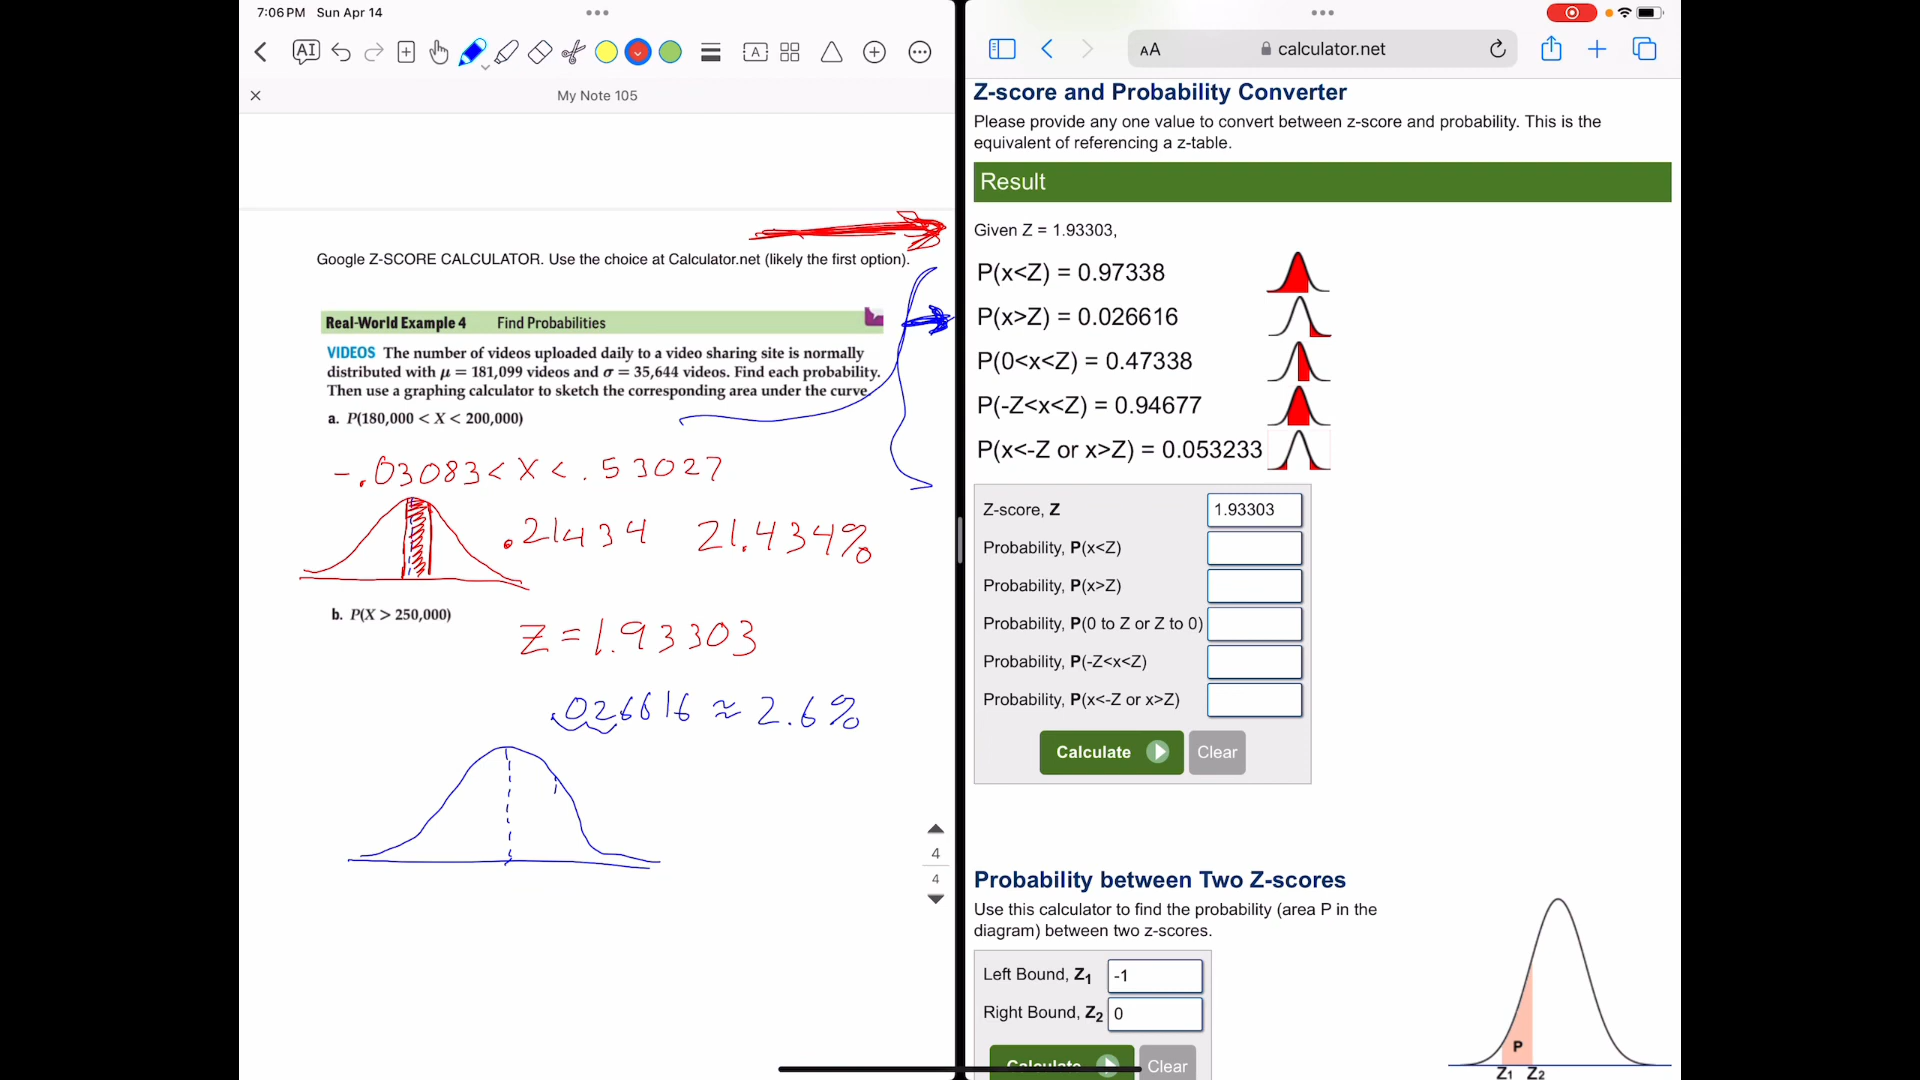 7:06 PM Sun Apr 14
AI
A
My Note 105
Google Z-SCORE CALCULATOR. Use the choice at Calculator.net (likely the first option).
Real-World Example 4 Find Probabilities
VIDEOS The number of videos uploaded daily to a video sharing site is normally
distributed with μ = 181,099 videos and σ = 35,644 videos. Find each probability.
Then use a graphing calculator to sketch the corresponding area under the curve.
a. P(180,000 < X < 200,000)
-.03083 < X < .53027
.21434 21.434%
b. P(X > 250,000)
Z = 1.93303
.026616 ≈ 2.6%
4
4
AA calculator.net
Z-score and Probability Converter
Please provide any one value to convert between z-score and probability. This is the
equivalent of referencing a z-table.
Result
Given Z = 1.93303,
P(x<Z) = 0.97338
P(x>Z) = 0.026616
P(0<x<Z) = 0.47338
P(-Z<x<Z) = 0.94677
P(x<-Z or x>Z) = 0.053233
Z-score, Z 1.93303
Probability, P(x<Z)
Probability, P(x>Z)
Probability, P(0 to Z or Z to 0)
Probability, P(-Z<x<Z)
Probability, P(x<-Z or x>Z)
Calculate Clear
Probability between Two Z-scores
Use this calculator to find the probability (area P in the
diagram) between two z-scores.
Left Bound, Z1 -1
Right Bound, Z2 0
Calculate Clear
P
Z1 Z2